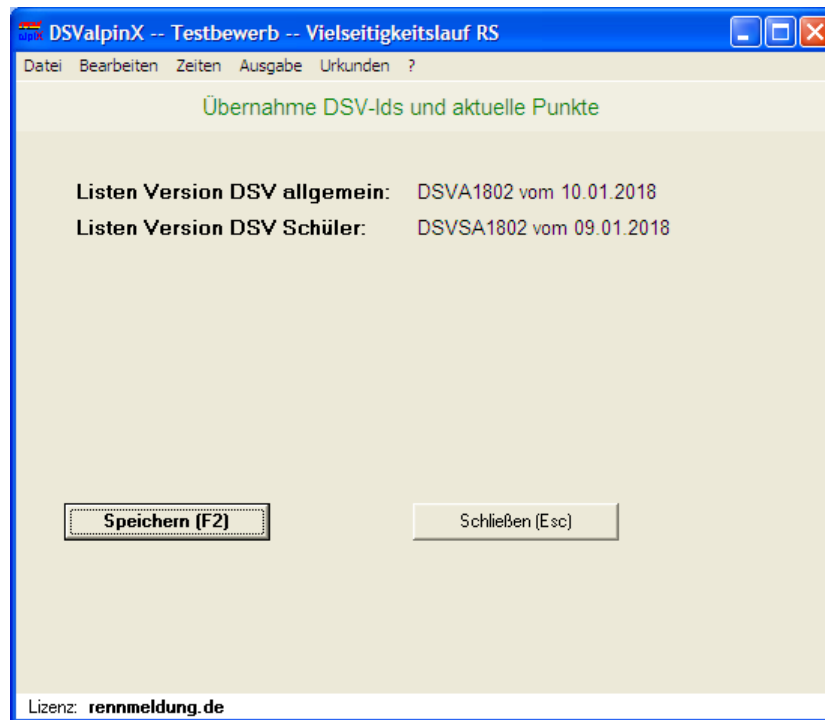 alpin DSValpinX -- Testbewerb -- Vielseitigkeitslauf RS
Datei Bearbeiten Zeiten Ausgabe Urkunden ?
Übernahme DSV-Ids und aktuelle Punkte
Listen Version DSV allgemein: DSVA1802 vom 10.01.2018
Listen Version DSV Schüler: DSVSA1802 vom 09.01.2018
Speichern (F2) Schließen (Esc)
Lizenz: rennmeldung.de